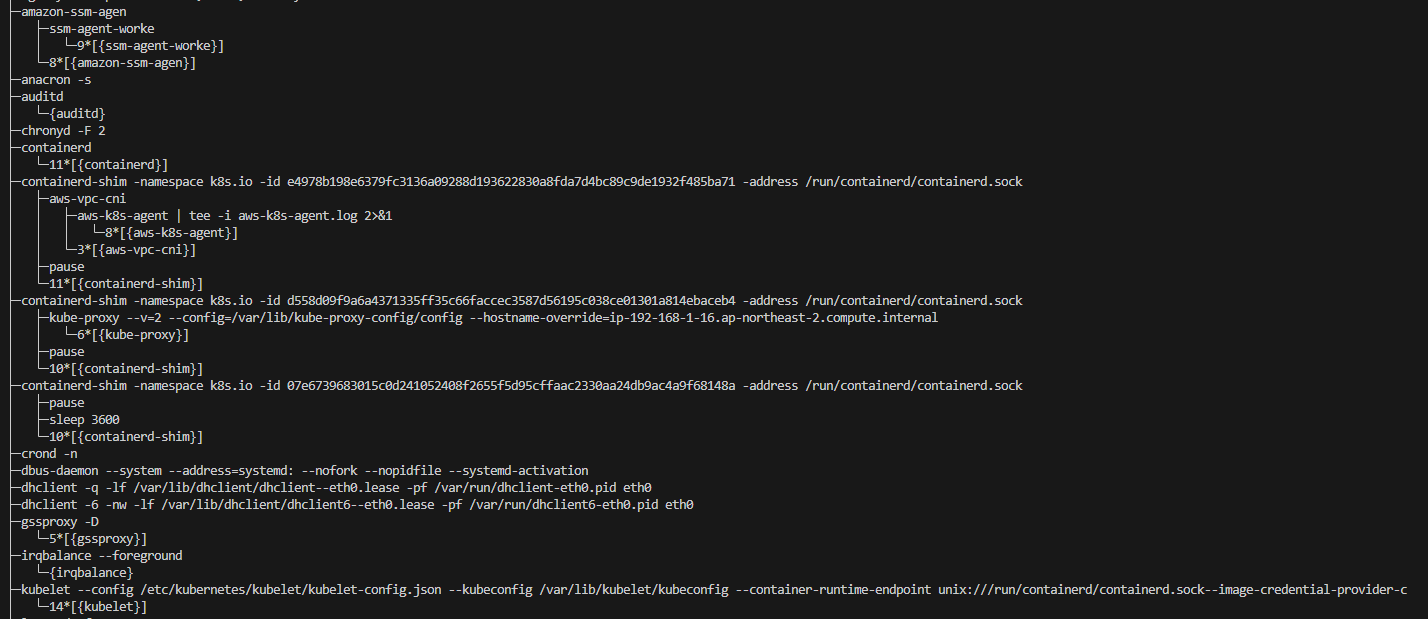 ├─amazon-ssm-agen
│  ├─ssm-agent-worke
│  │  └─9*[{ssm-agent-worke}]
│  └─8*[{amazon-ssm-agen}]
├─anacron -s
├─auditd
│  └─{auditd}
├─chronyd -F 2
├─containerd
│  └─11*[{containerd}]
├─containerd-shim -namespace k8s.io -id e4978b198e6379fc3136a09288d193622830a8fda7d4bc89c9de1932f485ba71 -address /run/containerd/containerd.sock
│  ├─aws-vpc-cni
│  │  ├─aws-k8s-agent | tee -i aws-k8s-agent.log 2>&1
│  │  │  └─8*[{aws-k8s-agent}]
│  │  └─3*[{aws-vpc-cni}]
│  ├─pause
│  └─11*[{containerd-shim}]
├─containerd-shim -namespace k8s.io -id d558d09f9a6a4371335ff35c66faccec3587d56195c038ce01301a814ebaceb4 -address /run/containerd/containerd.sock
│  ├─kube-proxy --v=2 --config=/var/lib/kube-proxy-config/config --hostname-override=ip-192-168-1-16.ap-northeast-2.compute.internal
│  │  └─6*[{kube-proxy}]
│  ├─pause
│  └─10*[{containerd-shim}]
├─containerd-shim -namespace k8s.io -id 07e6739683015c0d241052408f2655f5d95cffaac2330aa24db9ac4a9f68148a -address /run/containerd/containerd.sock
│  ├─pause
│  ├─sleep 3600
│  └─10*[{containerd-shim}]
├─crond -n
├─dbus-daemon --system --address=systemd: --nofork --nopidfile --systemd-activation
├─dhclient -q -lf /var/lib/dhclient/dhclient--eth0.lease -pf /var/run/dhclient-eth0.pid eth0
├─dhclient -6 -nw -lf /var/lib/dhclient/dhclient6--eth0.lease -pf /var/run/dhclient6-eth0.pid eth0
├─gssproxy -D
│  └─5*[{gssproxy}]
├─irqbalance --foreground
│  └─{irqbalance}
├─kubelet --config /etc/kubernetes/kubelet/kubelet-config.json --kubeconfig /var/lib/kubelet/kubeconfig --container-runtime-endpoint unix:///run/containerd/containerd.sock--image-credential-provider-c
│  └─14*[{kubelet}]